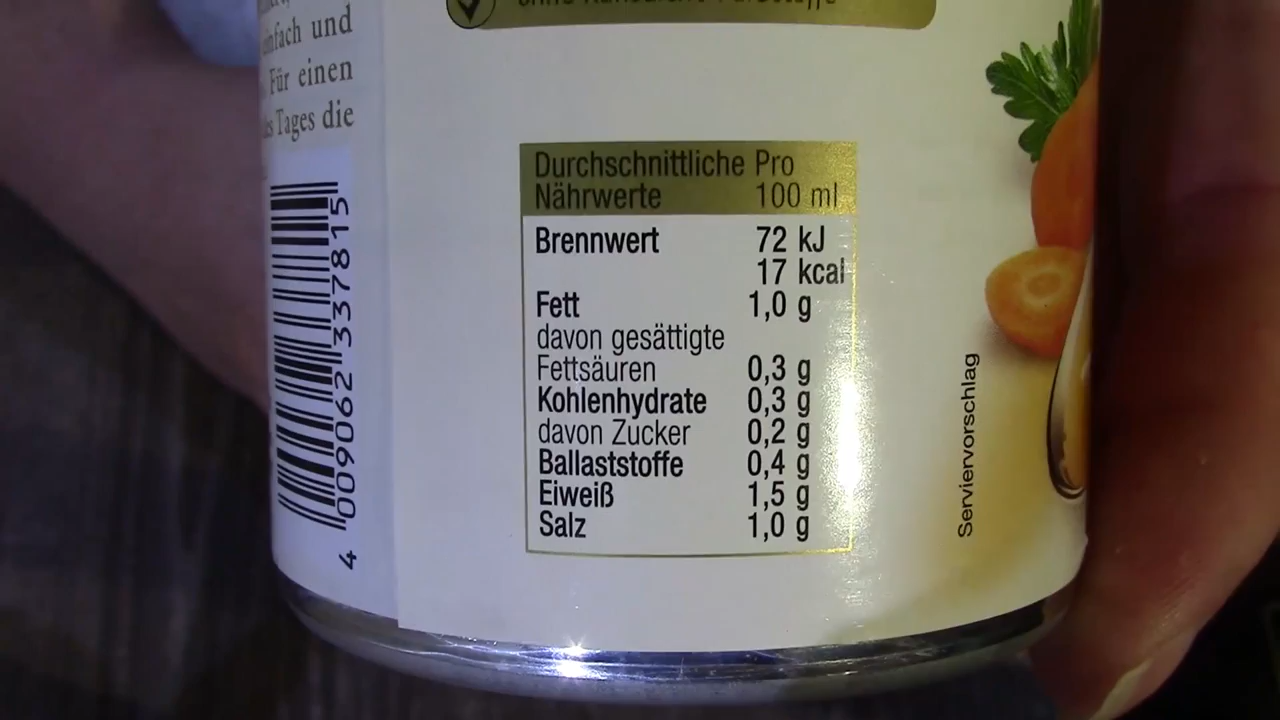 nfach und
Für einen
Tages die
Durchschnittliche Pro
Nährwerte 100 ml
Brennwert 72 kJ
17 kcal
Fett 1,0 g
davon gesättigte
Fettsäuren 0,3 g
Kohlenhydrate 0,3 g
davon Zucker 0,2 g
Ballaststoffe 0,4 g
Eiweiß 1,5 g
Salz 1,0 g
Serviervorschlag
4 009062 337815